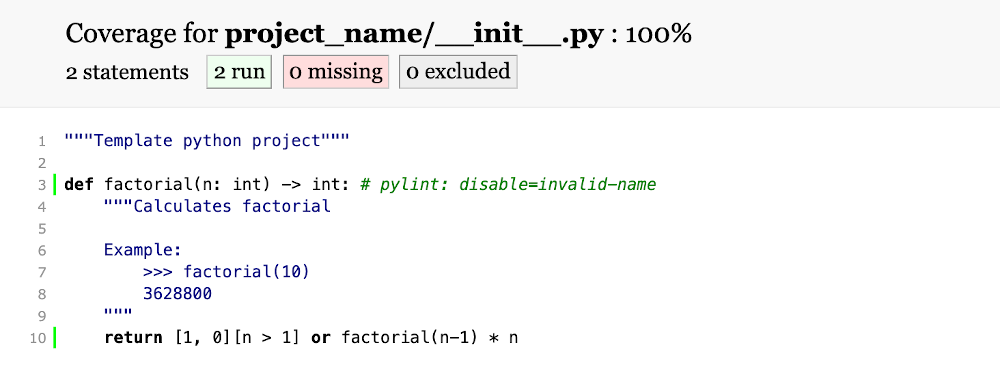 Coverage for project_name/__init__.py : 100%
2 statements 2 run 0 missing 0 excluded
1 """Template python project"""
2
3 def factorial(n: int) -> int: # pylint: disable=invalid-name
4     """Calculates factorial
5
6     Example:
7         >>> factorial(10)
8         3628800
9     """
10     return [1, 0][n > 1] or factorial(n-1) * n